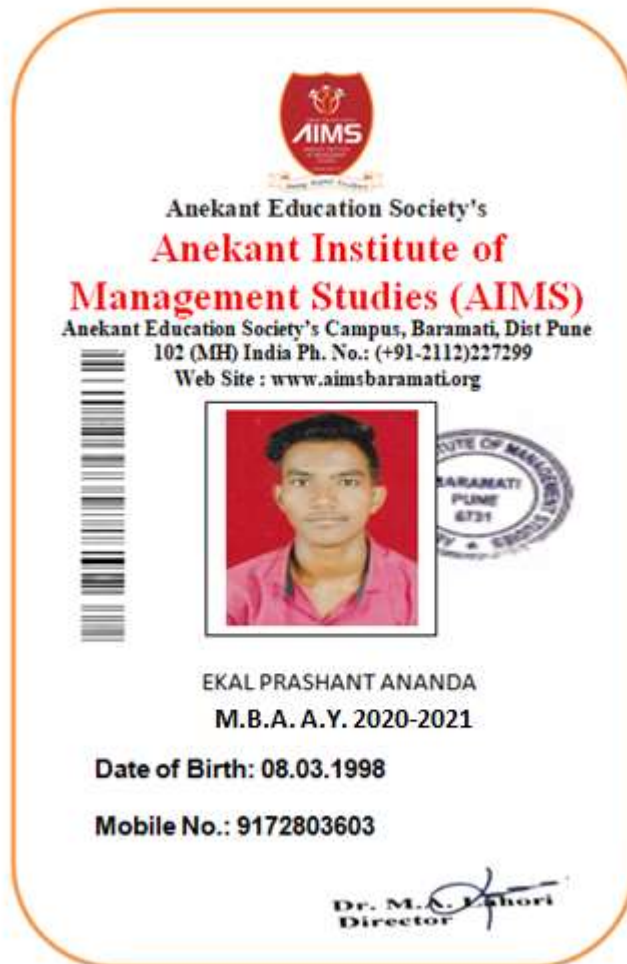 AIMS
Anekant Education Society's
Anekant Institute of
Management Studies (AIMS)
Anekant Education Society's Campus, Baramati, Dist Pune
102 (MH) India Ph. No.: (+91-2112)227299
Web Site : www.aimsbaramati.org
BARAMATI
PUNE
EKAL PRASHANT ANANDA
M.B.A. A.Y. 2020-2021
Date of Birth: 08.03.1998
Mobile No.: 9172803603
Dr. M.A. Lahori
Director